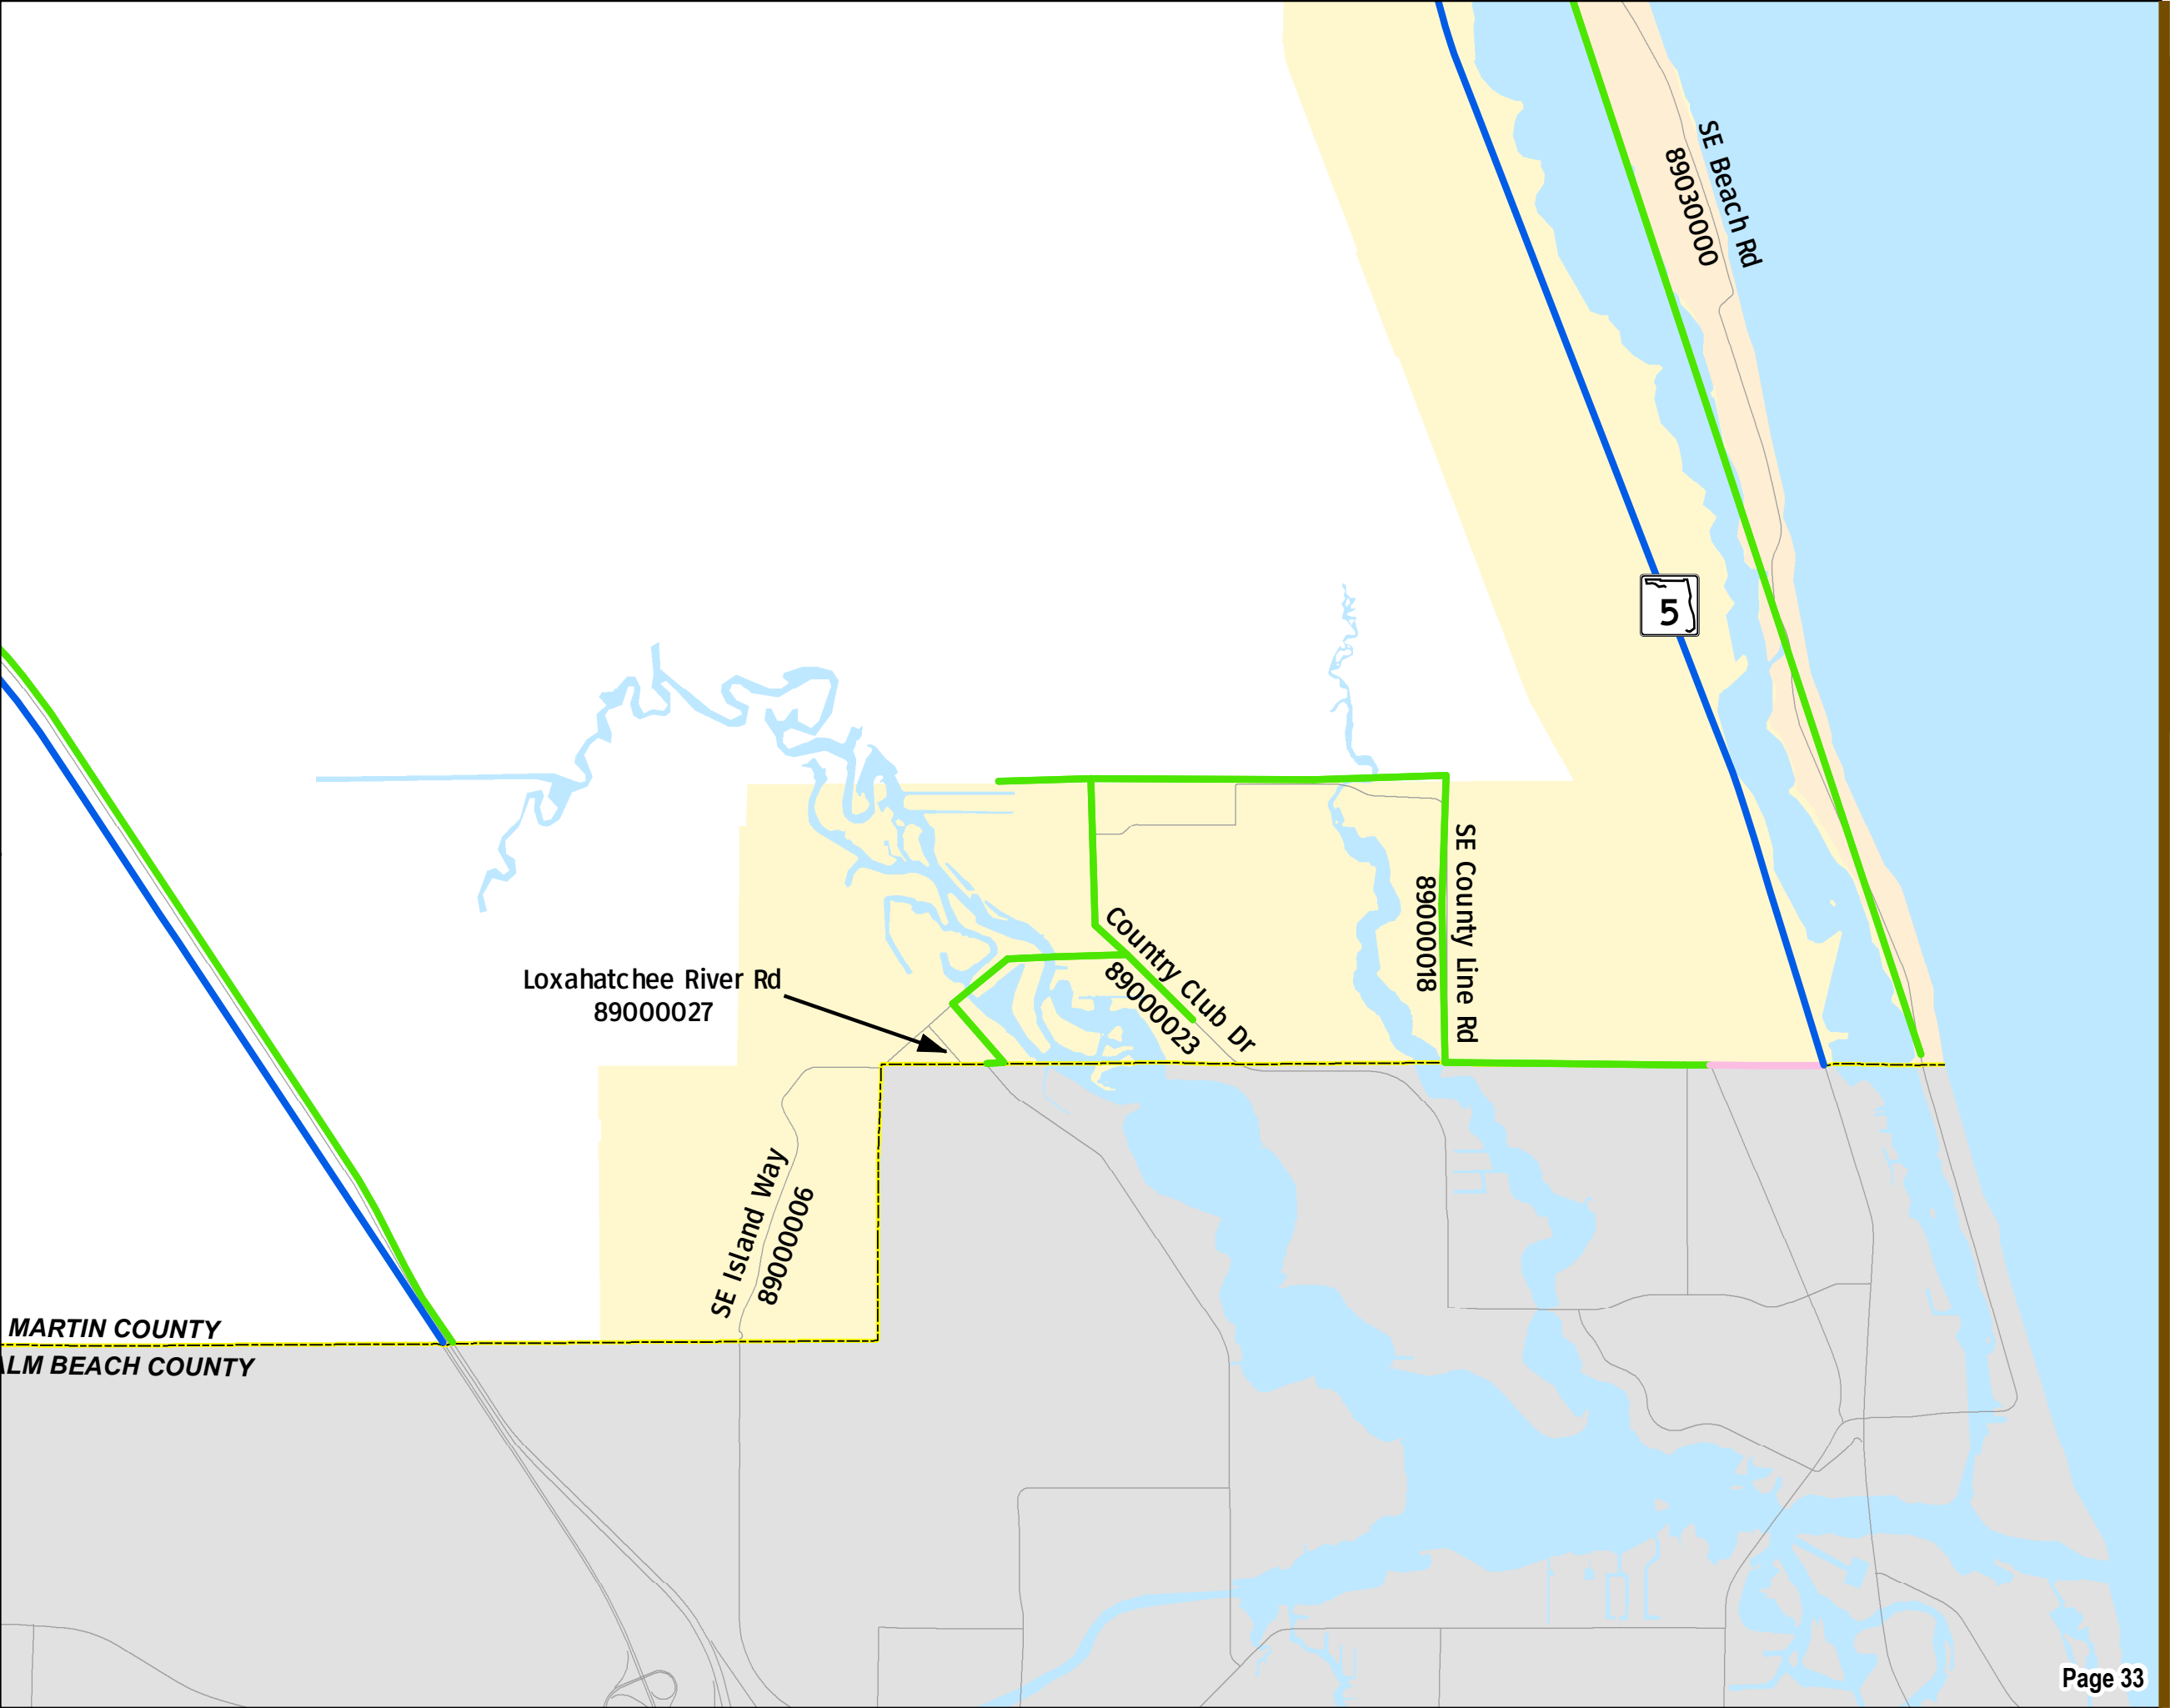 SE Beach Rd
89030000
5
SE County Line Rd
89000018
Country Club Dr
89000023
Loxahatchee River Rd
89000027
SE Island Way
89000006
MARTIN COUNTY
ALM BEACH COUNTY
Page 33